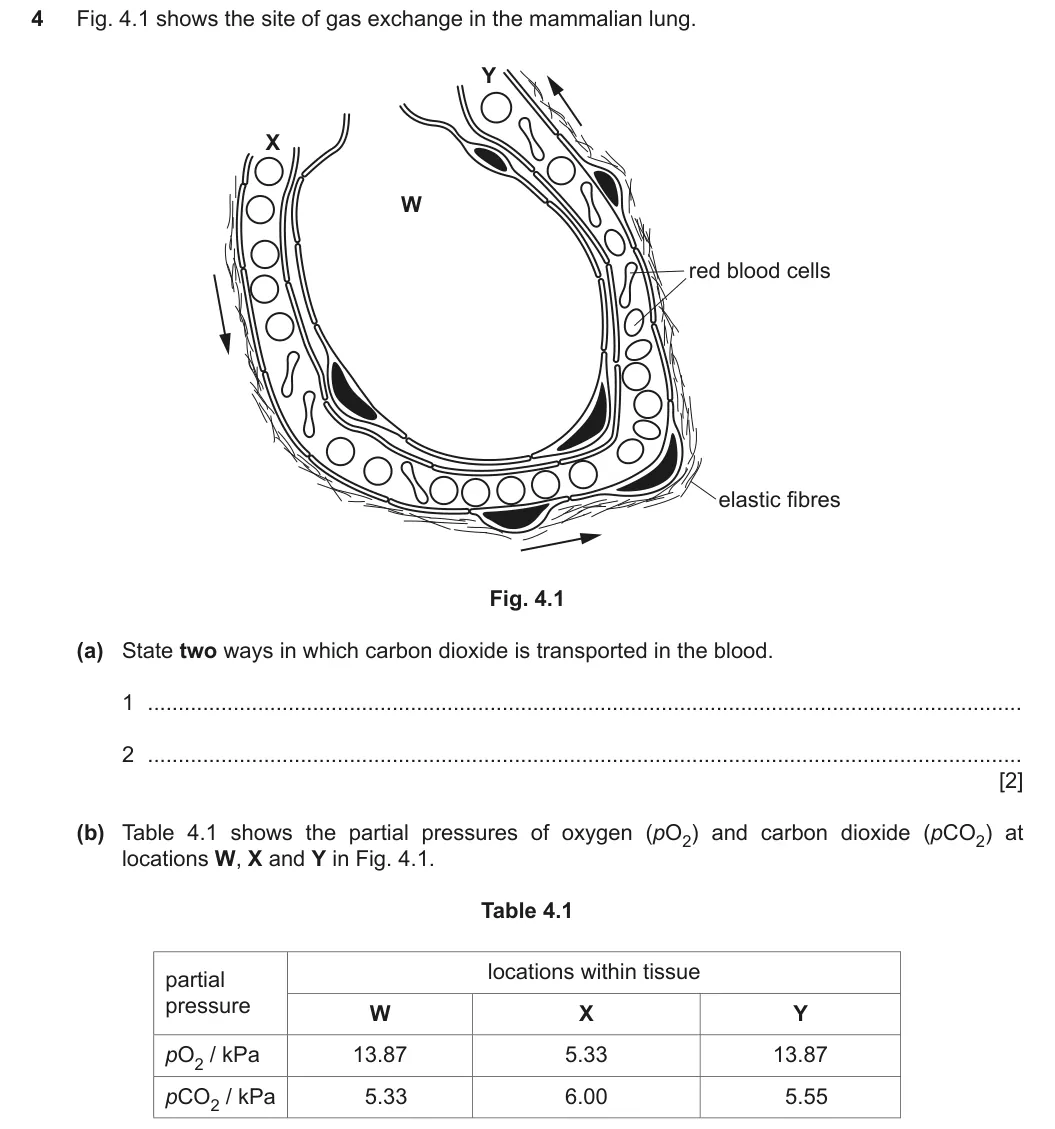 4 Fig. 4.1 shows the site of gas exchange in the mammalian lung.
Y
X
W
red blood cells
elastic fibres
Fig. 4.1
(a) State two ways in which carbon dioxide is transported in the blood.
1 ................................................................................................................................
2 ................................................................................................................................
[2]
(b) Table 4.1 shows the partial pressures of oxygen (pO2) and carbon dioxide (pCO2) at
locations W, X and Y in Fig. 4.1.
Table 4.1
partial pressure locations within tissue
W X Y
pO2 / kPa 13.87 5.33 13.87
pCO2 / kPa 5.33 6.00 5.55